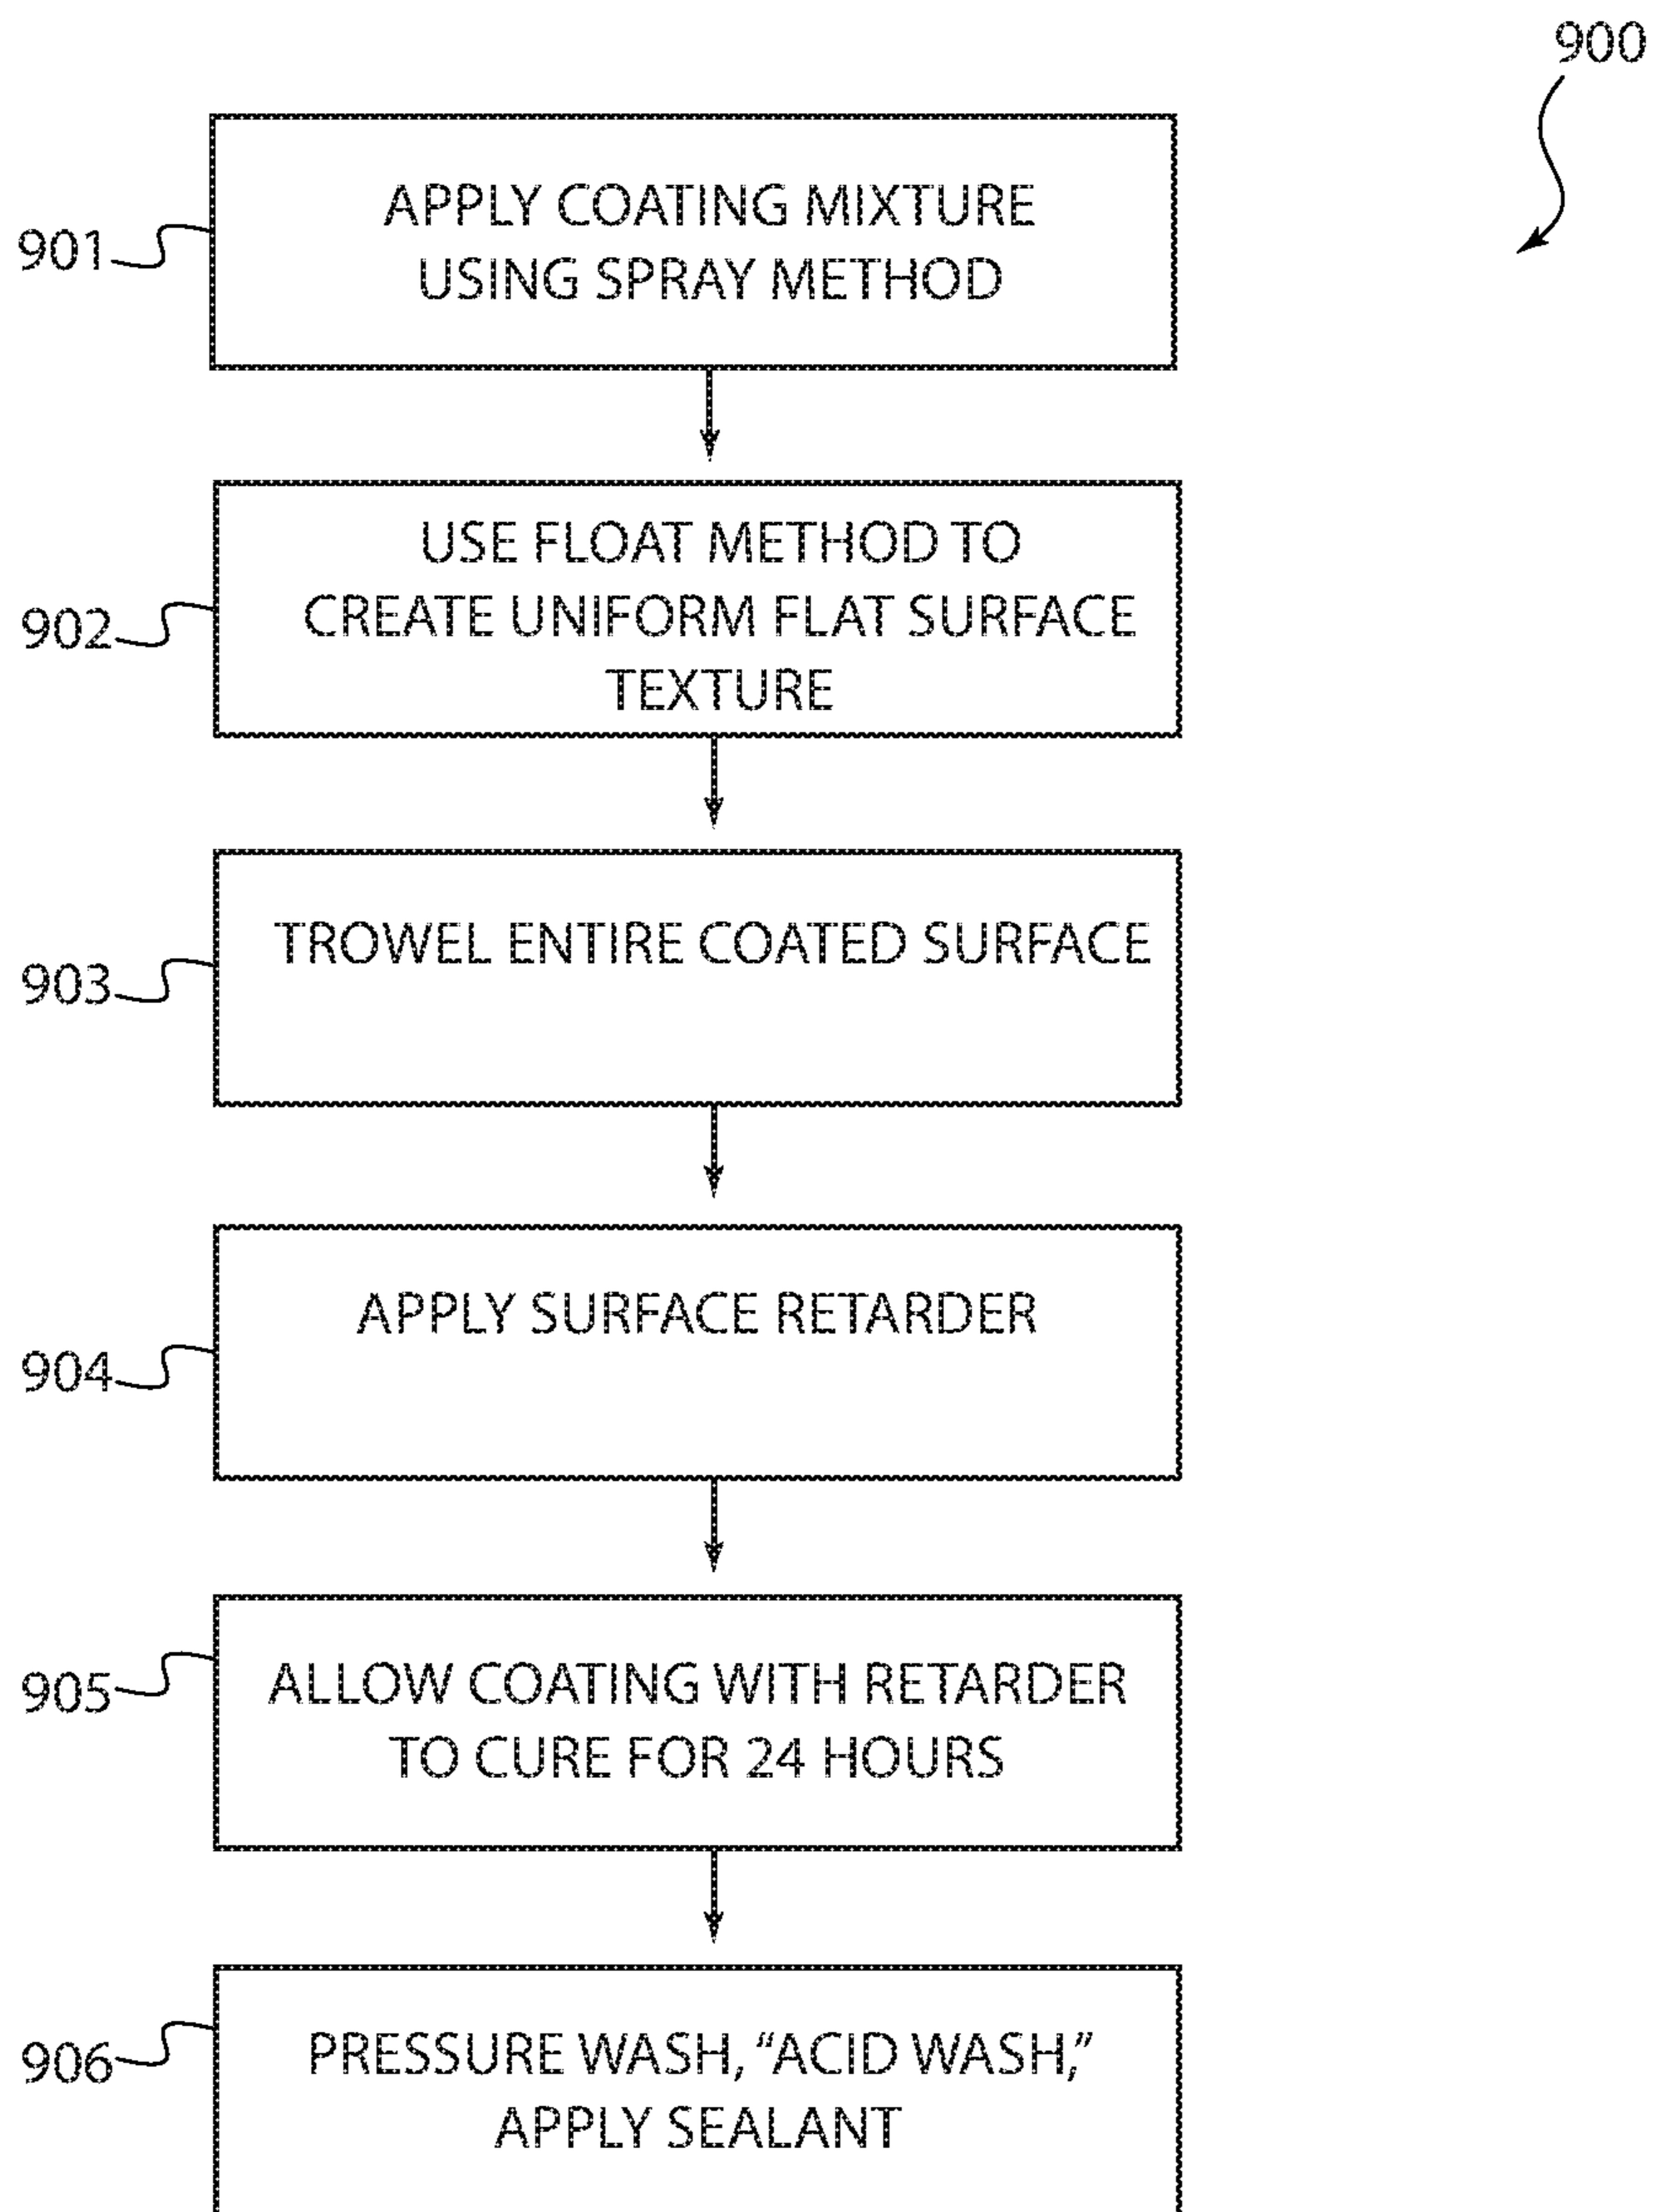 900
901
APPLY COATING MIXTURE
USING SPRAY METHOD
902
USE FLOAT METHOD TO
CREATE UNIFORM FLAT SURFACE
TEXTURE
903
TROWEL ENTIRE COATED SURFACE
904
APPLY SURFACE RETARDER
905
ALLOW COATING WITH RETARDER
TO CURE FOR 24 HOURS
906
PRESSURE WASH, “ACID WASH,”
APPLY SEALANT